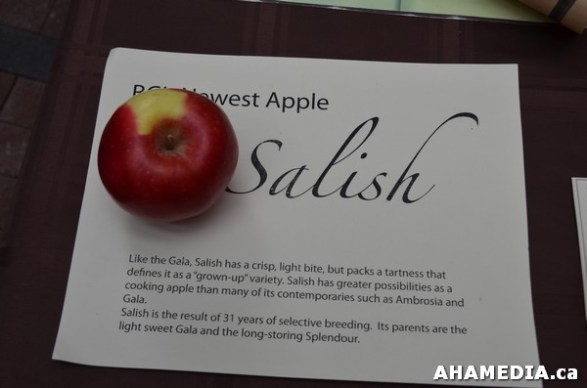 BC's Newest Apple
Salish
Like the Gala, Salish has a crisp, light bite, but packs a tartness that
defines it as a "grown-up" variety. Salish has greater possibilities as a
cooking apple than many of its contemporaries such as Ambrosia and
Gala.
Salish is the result of 31 years of selective breeding. Its parents are the
light sweet Gala and the long-storing Splendour.
AHAMEDIA.ca